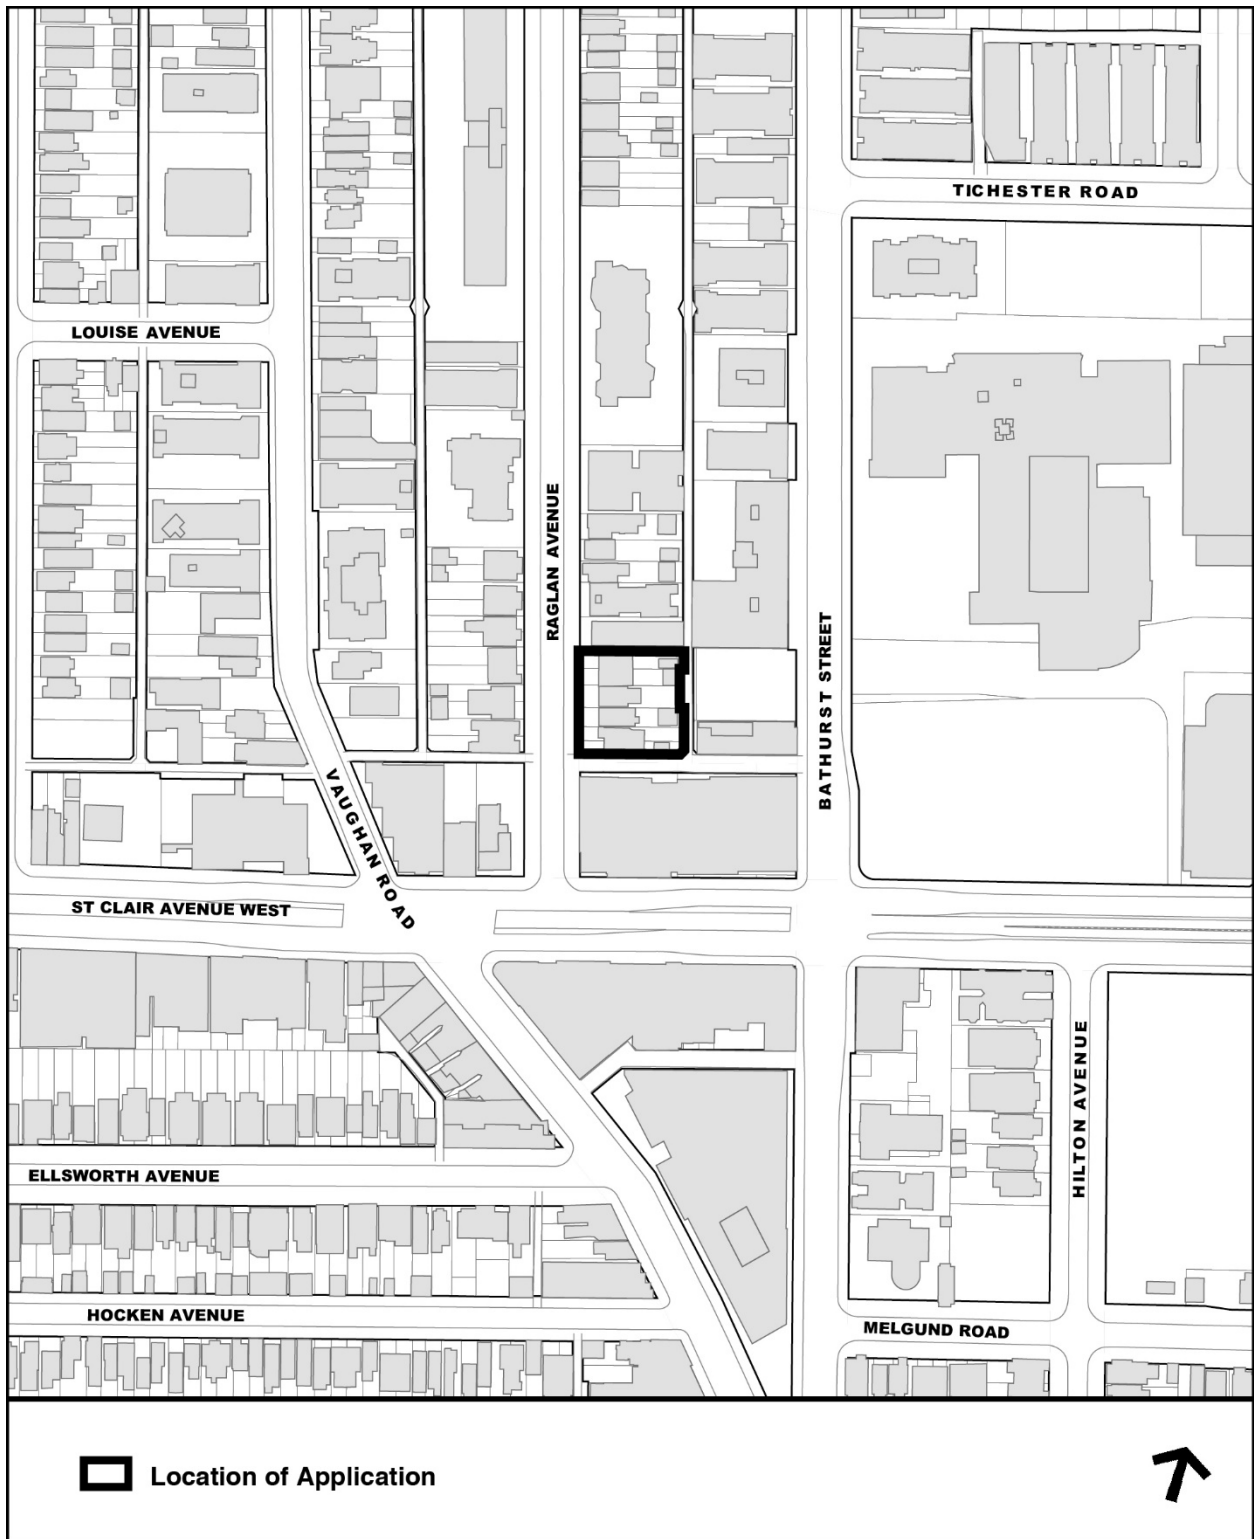 TICHESTER ROAD
LOUISE AVENUE
RAGLAN AVENUE
BATHURST STREET
VAUGHAN ROAD
ST CLAIR AVENUE WEST
HILTON AVENUE
ELLSWORTH AVENUE
HOCKEN AVENUE
MELGUND ROAD
Location of Application